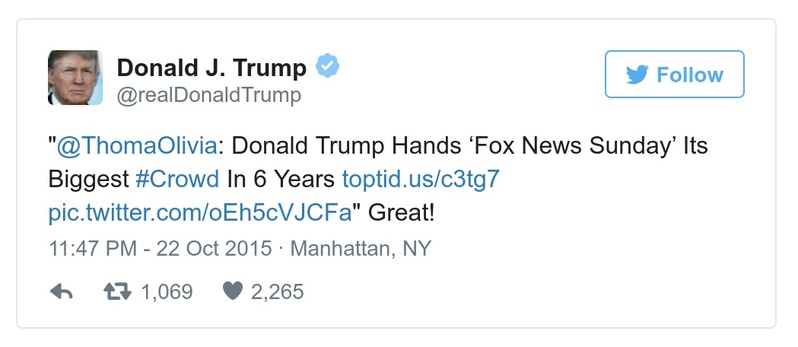 Donald J. Trump
@realDonaldTrump
Follow
"@ThomaOlivia: Donald Trump Hands ‘Fox News Sunday’ Its
Biggest #Crowd In 6 Years toptid.us/c3tg7
pic.twitter.com/oEh5cVJCFa" Great!
11:47 PM - 22 Oct 2015 · Manhattan, NY
1,069 2,265